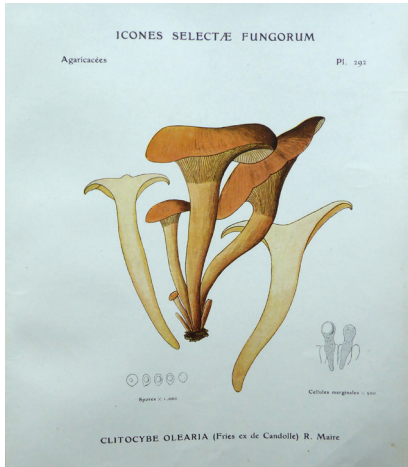 ICONES SELECTÆ FUNGORUM
Agaricacées
Pl. 292
Spores × 1.000
Cellules marginales × 500
CLITOCYBE OLEARIA (Fries ex de Candolle) R. Maire